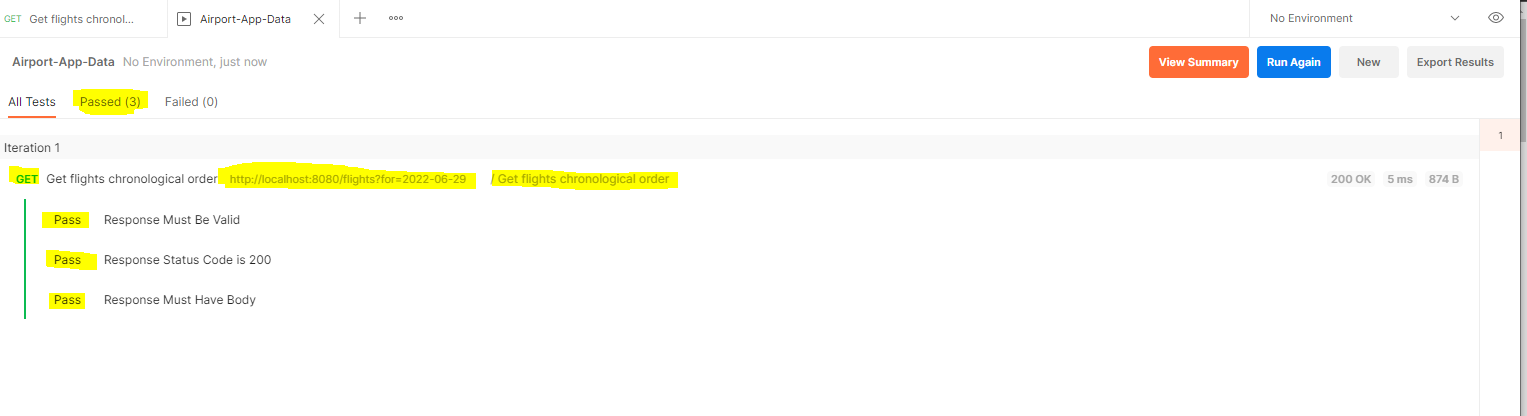 GET Get flights chronol... Airport-App-Data No Environment
Airport-App-Data No Environment, just now View Summary Run Again New Export Results
All Tests Passed (3) Failed (0)
1
Iteration 1
GET Get flights chronological order http://localhost:8080/flights?for=2022-06-29 / Get flights chronological order 200 OK 5 ms 874 B
Pass Response Must Be Valid
Pass Response Status Code is 200
Pass Response Must Have Body